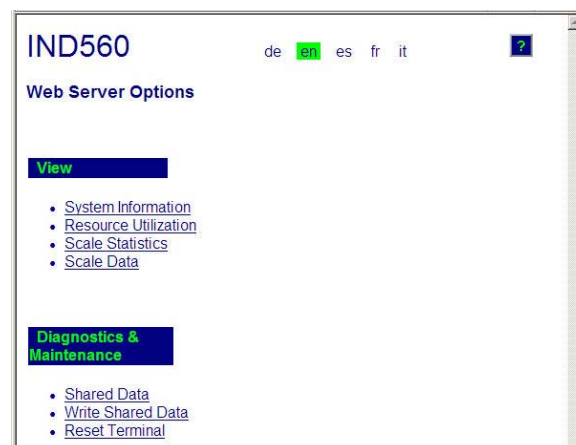 IND560 de en es fr it ?
Web Server Options
View
System Information
Resource Utilization
Scale Statistics
Scale Data
Diagnostics &
Maintenance
Shared Data
Write Shared Data
Reset Terminal